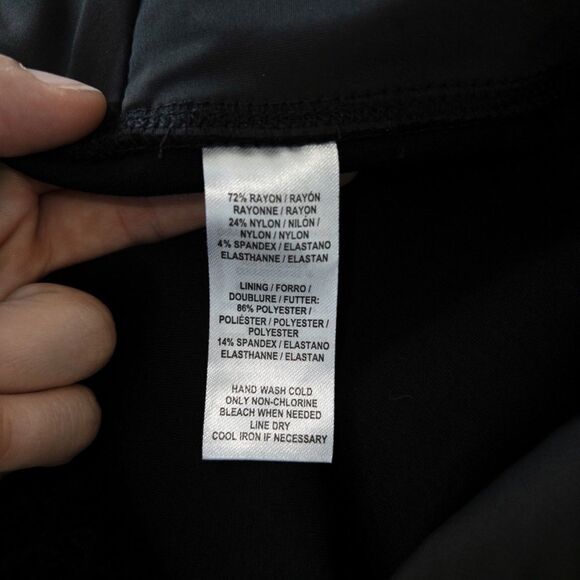 72% RAYON / RAYÓN
RAYONNE / RAYON
24% NYLON / NILÓN /
NYLON / NYLON
4% SPANDEX / ELASTANO
ELASTHANNE / ELASTAN
LINING / FORRO /
DOUBLURE / FUTTER:
86% POLYESTER /
POLIÉSTER / POLYESTER /
POLYESTER
14% SPANDEX / ELASTANO
ELASTHANNE / ELASTAN
HAND WASH COLD
ONLY NON-CHLORINE
BLEACH WHEN NEEDED
LINE DRY
COOL IRON IF NECESSARY